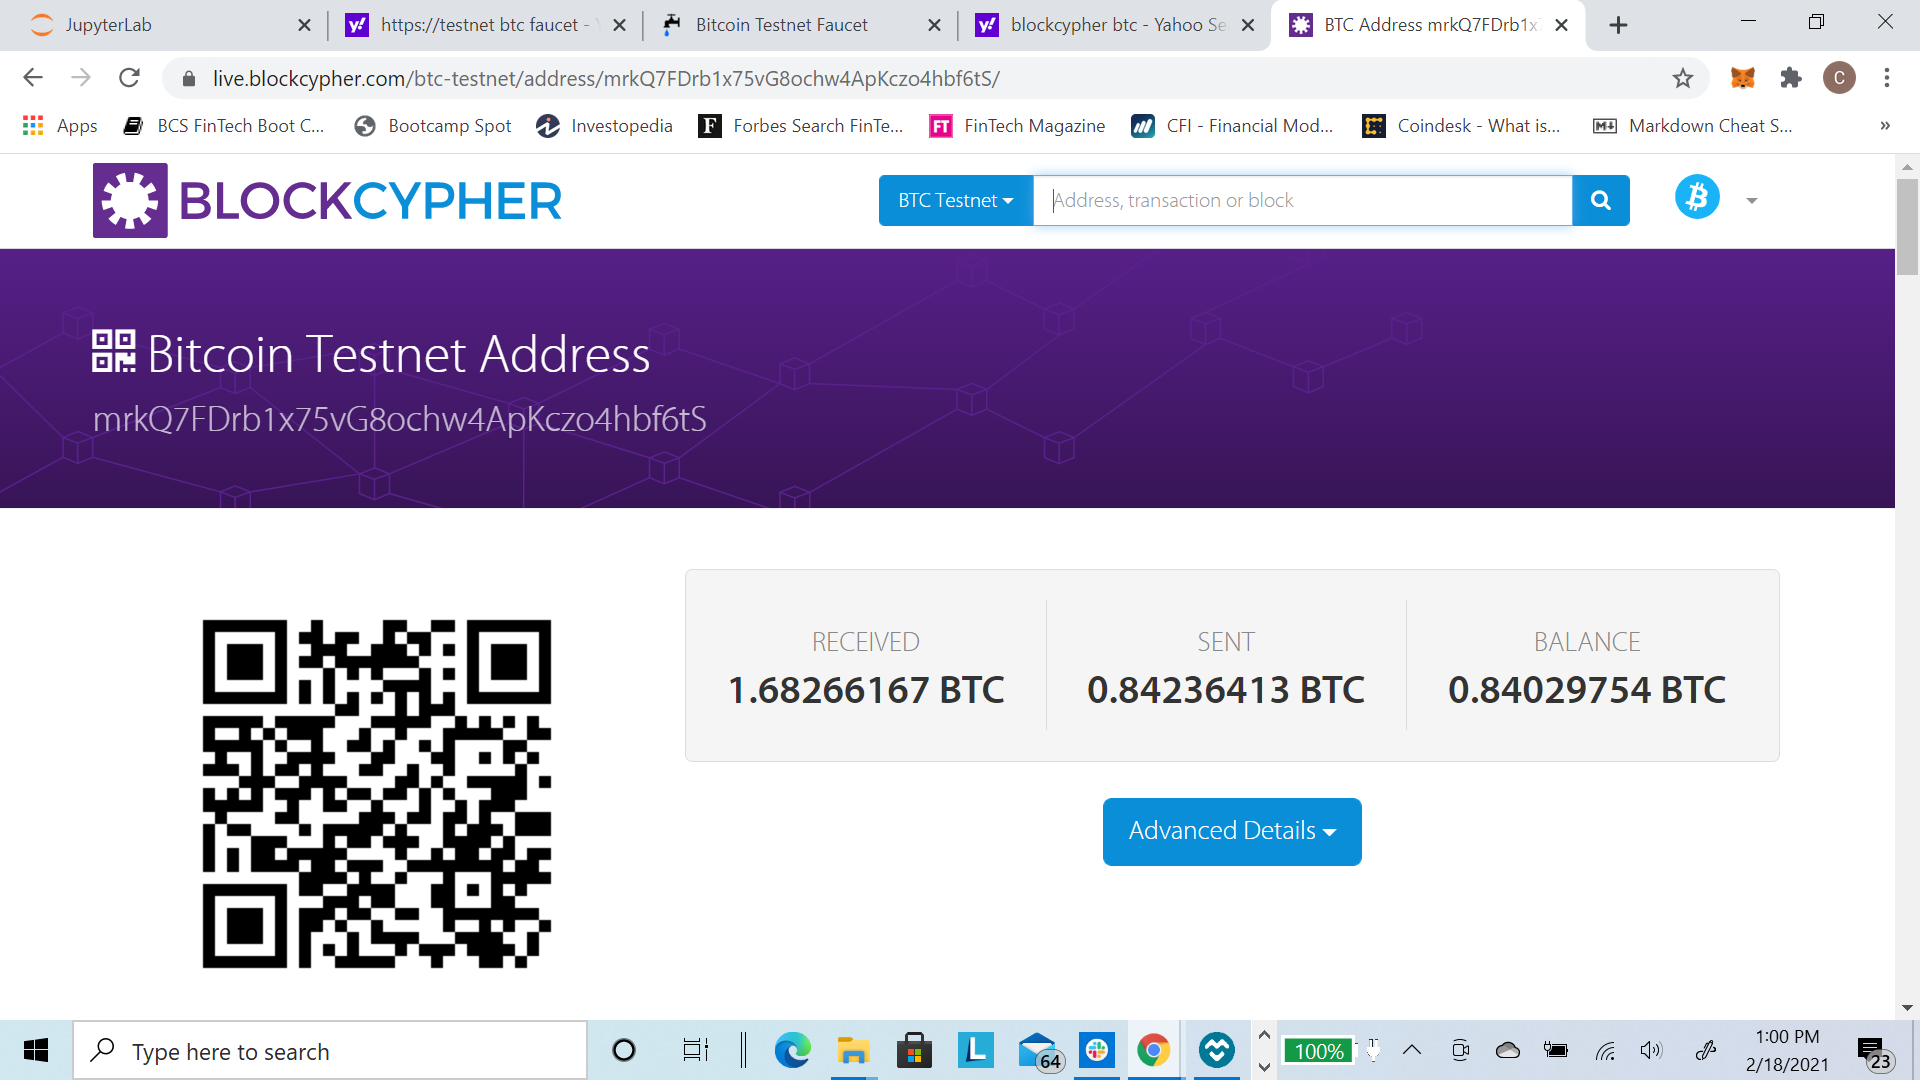 JupyterLab
https://testnet btc faucet -
Bitcoin Testnet Faucet
blockcypher btc - Yahoo Se
BTC Address mrkQ7FDrb1x7
live.blockcypher.com/btc-testnet/address/mrkQ7FDrb1x75vG8ochw4ApKczo4hbf6tS/
C
Apps
BCS FinTech Boot C...
Bootcamp Spot
Investopedia
F
Forbes Search FinTe...
FT
FinTech Magazine
CFI - Financial Mod...
Coindesk - What is...
Markdown Cheat S...
»
BLOCKCYPHER
BTC Testnet
Address, transaction or block
Bitcoin Testnet Address
mrkQ7FDrb1x75vG8ochw4ApKczo4hbf6tS
RECEIVED
1.68266167 BTC
SENT
0.84236413 BTC
BALANCE
0.84029754 BTC
Advanced Details
Type here to search
L
64
100%
1:00 PM
2/18/2021
23